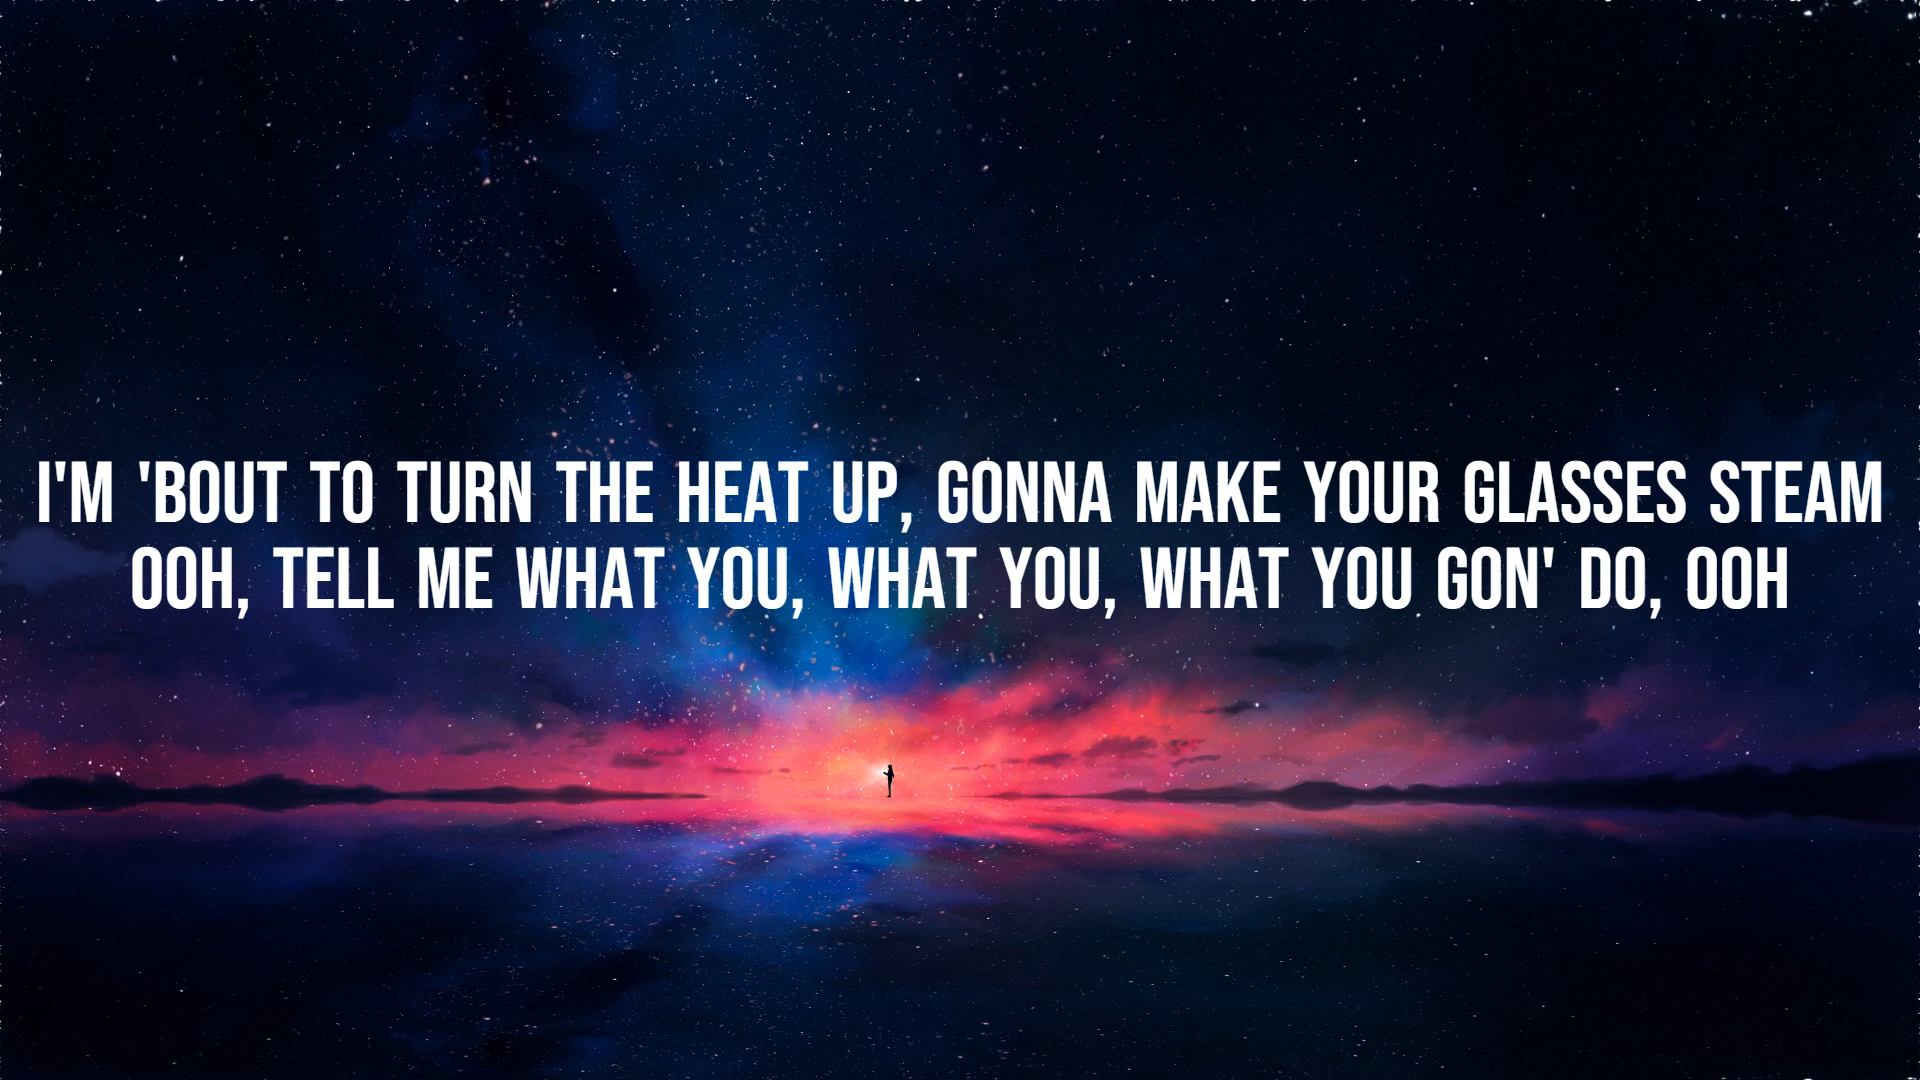 I'M 'BOUT TO TURN THE HEAT UP, GONNA MAKE YOUR GLASSES STEAM
OOH, TELL ME WHAT YOU, WHAT YOU, WHAT YOU GON' DO, OOH